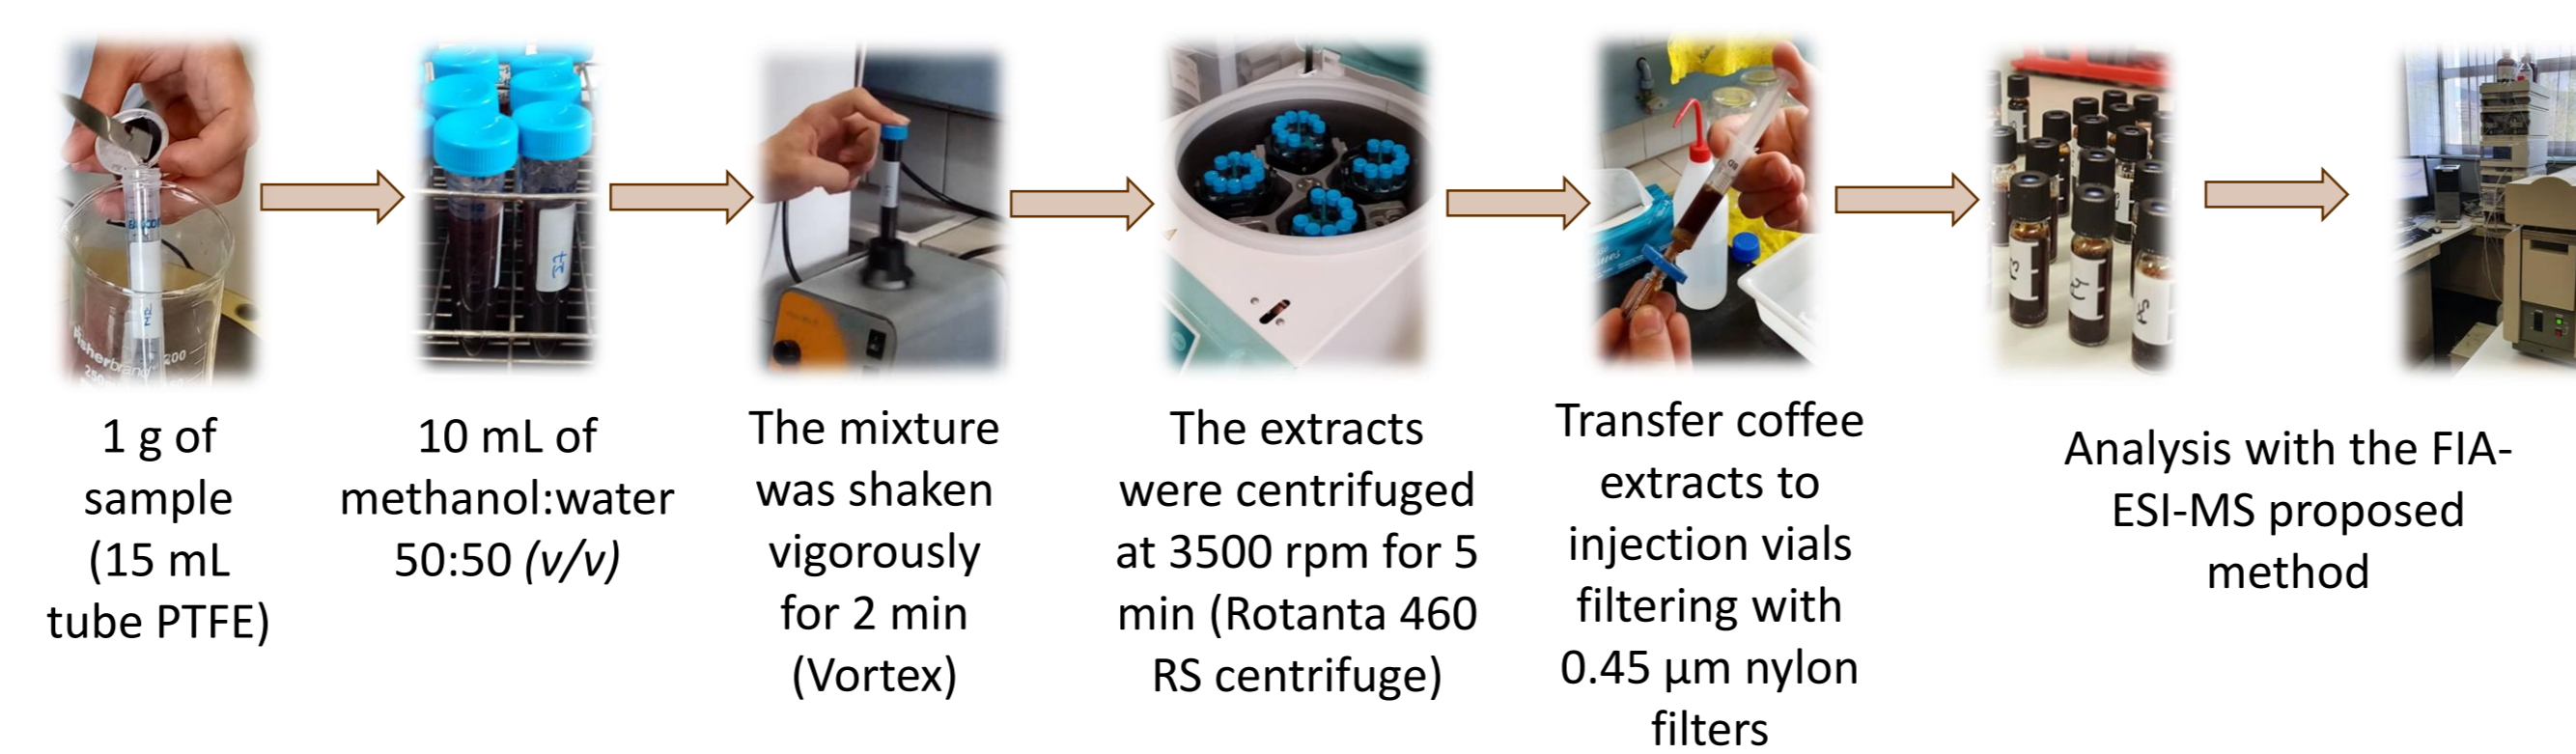 1 g of
sample
(15 mL
tube PTFE)
10 mL of
methanol:water
50:50 (v/v)
The mixture
was shaken
vigorously
for 2 min
(Vortex)
The extracts
were centrifuged
at 3500 rpm for 5
min (Rotanta 460
RS centrifuge)
Transfer coffee
extracts to
injection vials
filtering with
0.45 µm nylon
filters
Analysis with the FIA-
ESI-MS proposed
method